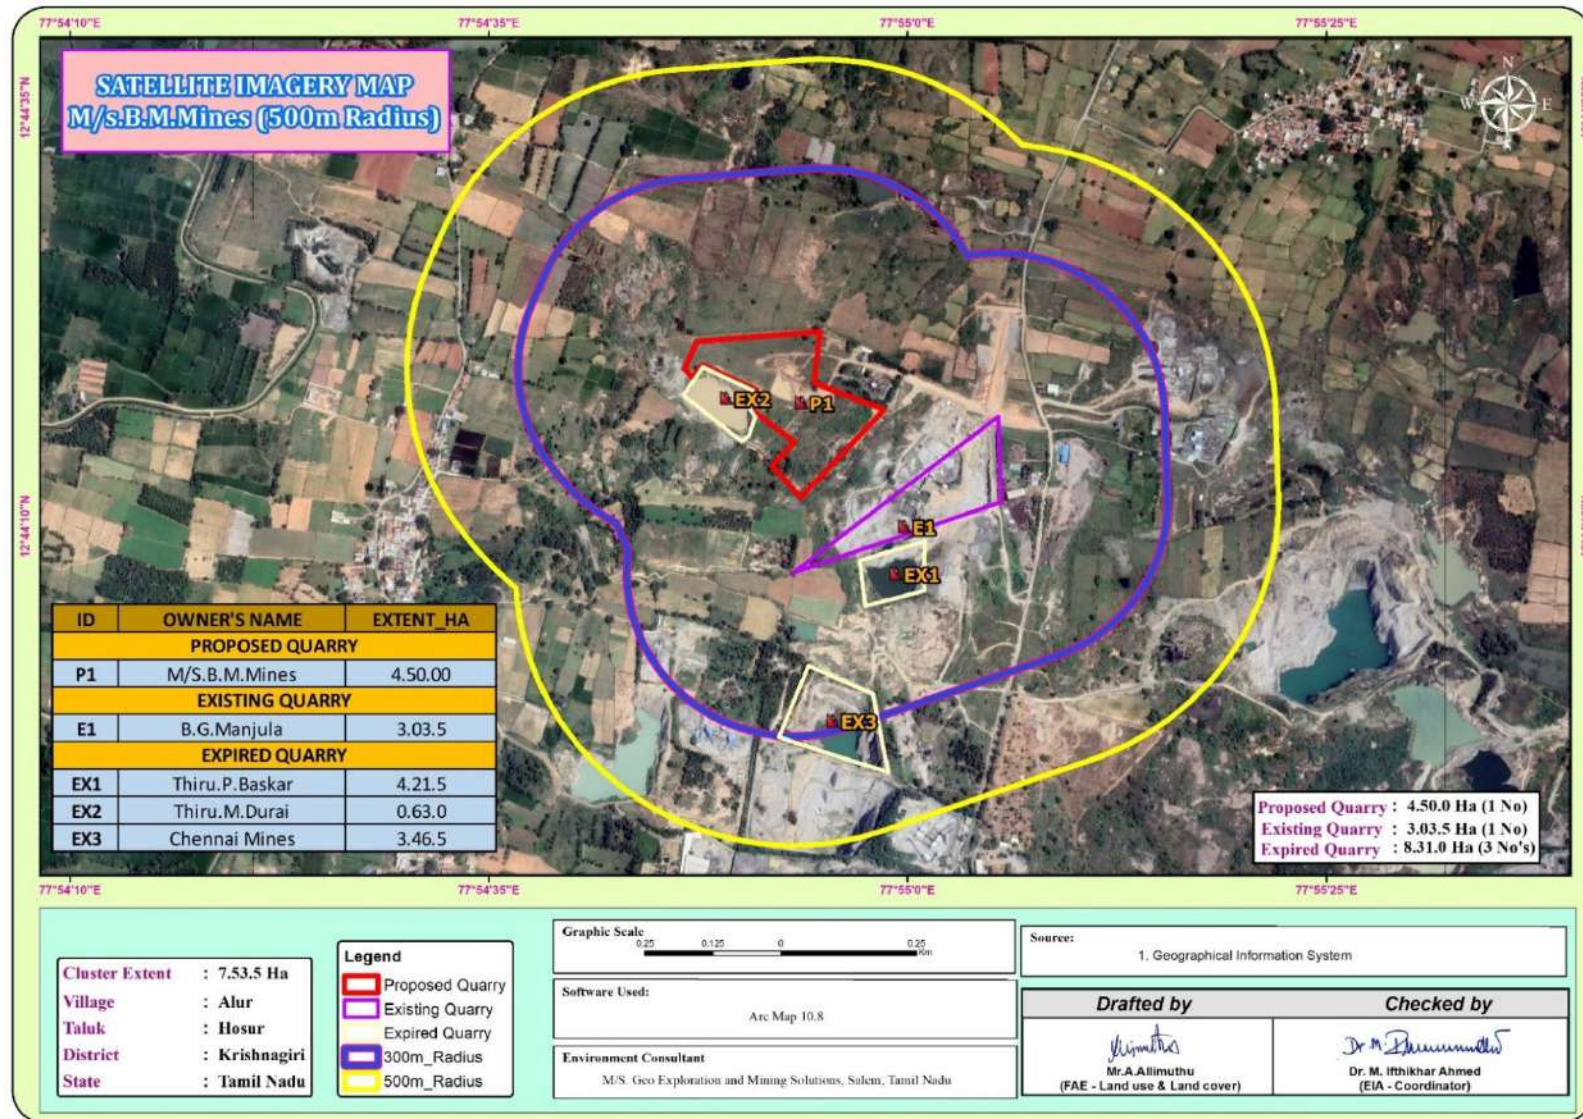 77°54'10"E 77°54'35"E 77°55'0"E 77°55'25"E
SATELLITE IMAGERY MAP
M/s.B.M.Mines (500m Radius)
N
W E
12°44'35"N
12°44'10"N
EX2
P1
E1
EX1
EX3
ID OWNER'S NAME EXTENT_HA
PROPOSED QUARRY
P1 M/S.B.M.Mines 4.50.00
EXISTING QUARRY
E1 B.G.Manjula 3.03.5
EXPIRED QUARRY
EX1 Thiru.P.Baskar 4.21.5
EX2 Thiru.M.Durai 0.63.0
EX3 Chennai Mines 3.46.5
Proposed Quarry : 4.50.0 Ha (1 No)
Existing Quarry : 3.03.5 Ha (1 No)
Expired Quarry : 8.31.0 Ha (3 No's)
77°54'10"E 77°54'35"E 77°55'0"E 77°55'25"E
Cluster Extent : 7.53.5 Ha
Village : Alur
Taluk : Hosur
District : Krishnagiri
State : Tamil Nadu
Legend
Proposed Quarry
Existing Quarry
Expired Quarry
300m_Radius
500m_Radius
Graphic Scale
0.25 0.125 0 0.25
Km
Software Used:
Arc Map 10.8
Environment Consultant
M/S. Geo Exploration and Mining Solutions, Salem, Tamil Nadu
Source:
1. Geographical Information System
Drafted by Checked by
Mr.A.Allimuthu
(FAE - Land use & Land cover)
Dr. M. Ifthikhar Ahmed
(EIA - Coordinator)